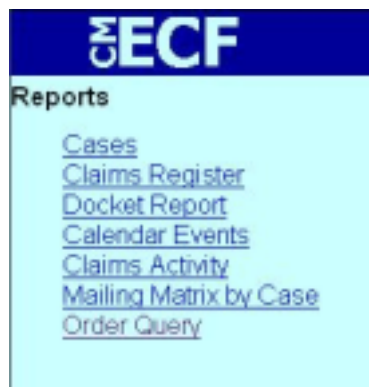 CM ECF
Reports
Cases
Claims Register
Docket Report
Calendar Events
Claims Activity
Mailing Matrix by Case
Order Query